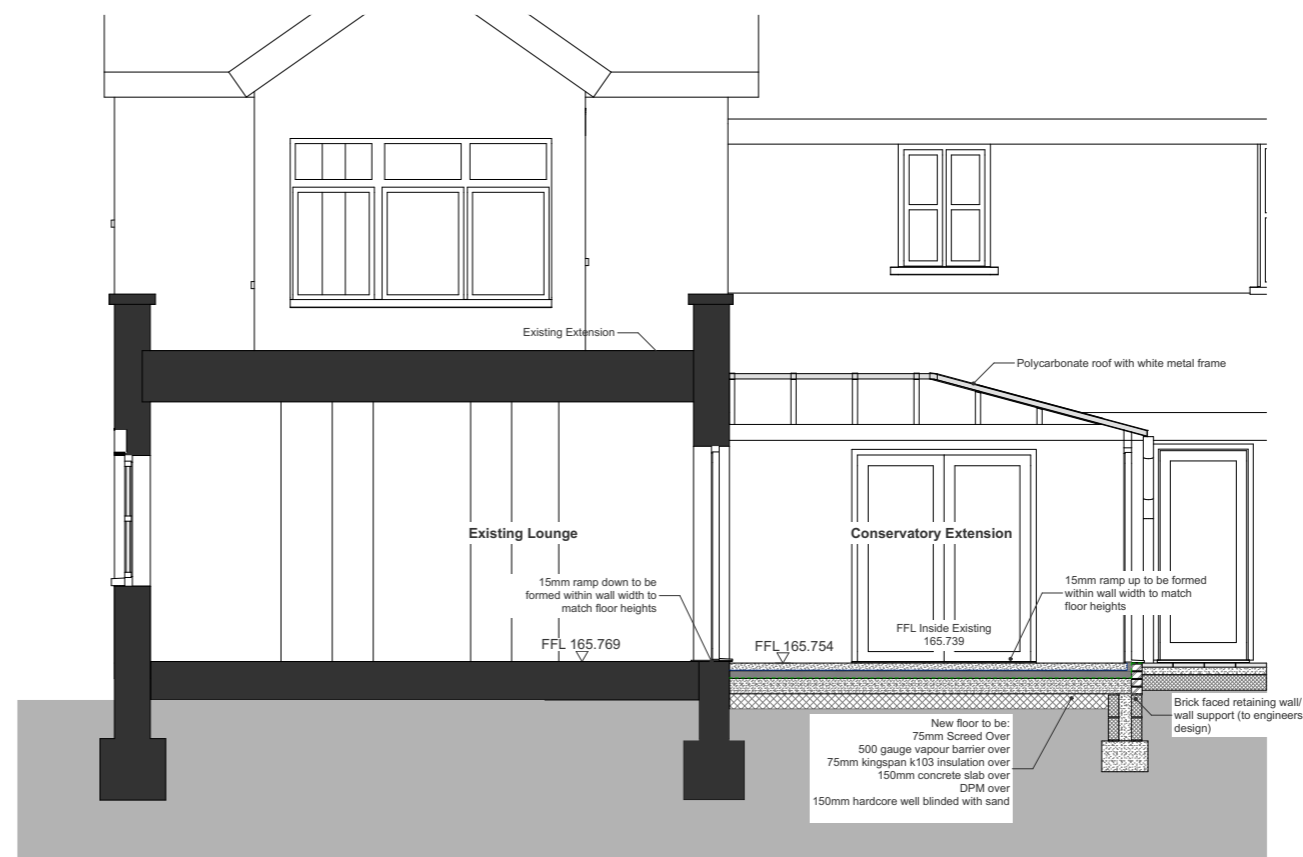 Existing Extension
Polycarbonate roof with white metal frame
Existing Lounge
Conservatory Extension
15mm ramp down to be
formed within wall width to
match floor heights
15mm ramp up to be formed
within wall width to match
floor heights
FFL Inside Existing
165.739
FFL 165.769
FFL 165.754
Brick faced retaining wall/
wall support (to engineers
design)
New floor to be:
75mm Screed Over
500 gauge vapour barrier over
75mm kingspan k103 insulation over
150mm concrete slab over
DPM over
150mm hardcore well blinded with sand